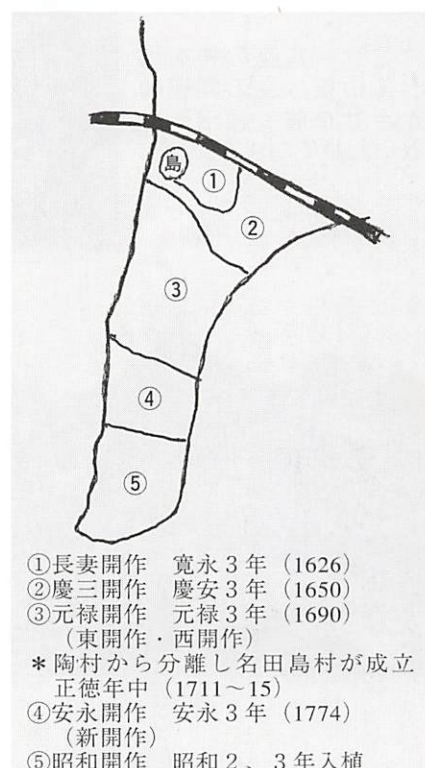 島
①
②
③
④
⑤
①長妻開作 寛永3年（1626）
②慶三開作 慶安3年（1650）
③元禄開作 元禄3年（1690）
（東開作・西開作）
＊陶村から分離し名田島村が成立
正徳年中（1711～15）
④安永開作 安永3年（1774）
（新開作）
⑤昭和開作 昭和2、3年入植